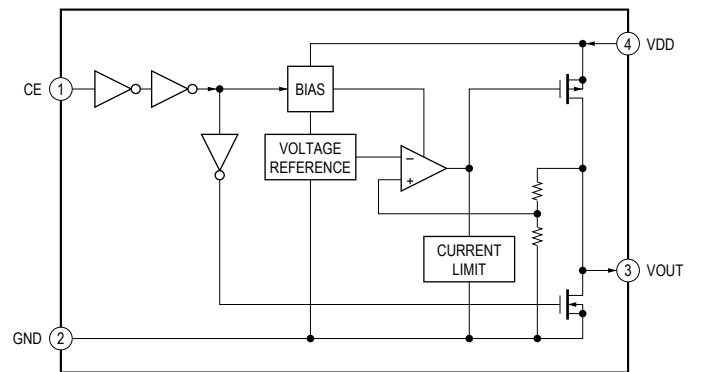 4 VDD
CE 1
BIAS
VOLTAGE
REFERENCE
−
+
CURRENT
LIMIT
3 VOUT
GND 2